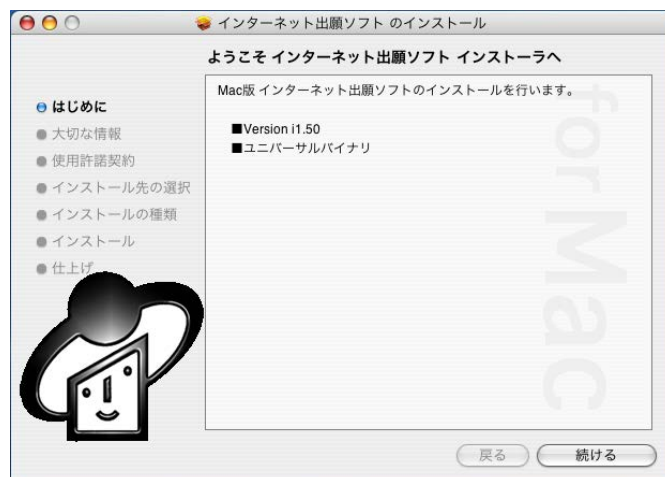 インターネット出願ソフト のインストール
ようこそ インターネット出願ソフト インストーラへ
はじめに
大切な情報
使用許諾契約
インストール先の選択
インストールの種類
インストール
仕上げ
Mac版 インターネット出願ソフトのインストールを行います。
■Version i1.50
■ユニバーサルバイナリ
for Mac
戻る
続ける